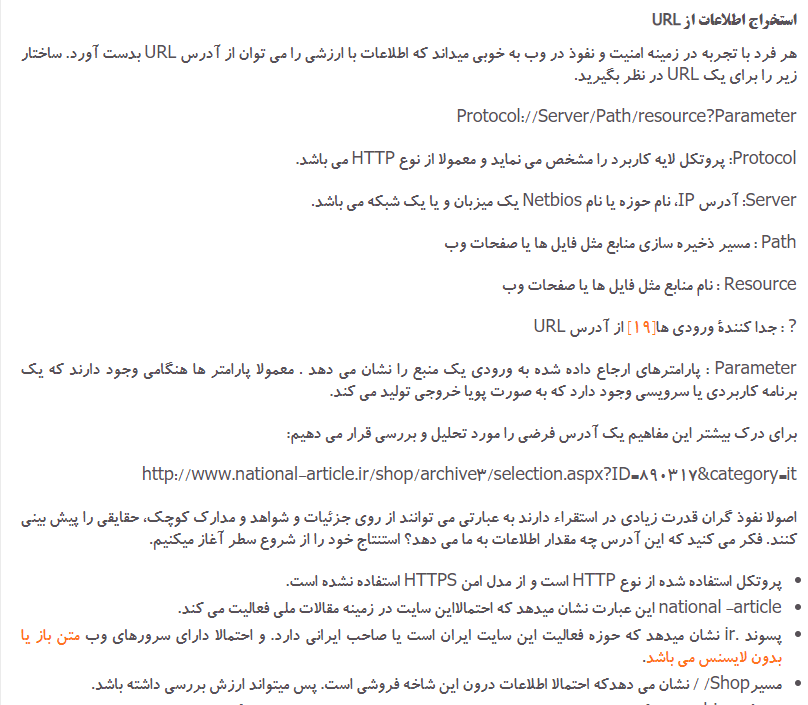 استخراج اطلاعات از URL
هر فرد با تجربه در زمینه امنیت و نفوذ در وب به خوبی میداند که اطلاعات با ارزشی را می توان از آدرس URL بدست آورد. ساختار
زیر را برای یک URL در نظر بگیرید.
Protocol://Server/Path/resource?Parameter
Protocol: پروتکل لایه کاربرد را مشخص می نماید و معمولا از نوع HTTP می باشد.
Server: آدرس IP، نام حوزه یا نام Netbios یک میزبان و یا یک شبکه می باشد.
Path : مسیر ذخیره سازی منابع مثل فایل ها یا صفحات وب
Resource : نام منابع مثل فایل ها یا صفحات وب
? : جدا کنندۀ ورودی ها[۱۹] از آدرس URL
Parameter : پارامترهای ارجاع داده شده به ورودی یک منبع را نشان می دهد . معمولا پارامتر ها هنگامی وجود دارند که یک
برنامه کاربردی یا سرویسی وجود دارد که به صورت پویا خروجی تولید می کند.
برای درک بیشتر این مفاهیم یک آدرس فرضی را مورد تحلیل و بررسی قرار می دهیم:
http://www.national-article.ir/shop/archive۳/selection.aspx?ID=۸۹۰۳۱۷&category=it
اصولا نفوذ گران قدرت زیادی در استقراء دارند به عبارتی می توانند از روی جزئیات و شواهد و مدارک کوچک، حقایقی را پیش بینی
کنند. فکر می کنید که این آدرس چه مقدار اطلاعات به ما می دهد؟ استنتاج خود را از شروع سطر آغاز میکنیم.
• پروتکل استفاده شده از نوع HTTP است و از مدل امن HTTPS استفاده نشده است.
• national -article این عبارت نشان میدهد که احتمالااین سایت در زمینه مقالات ملی فعالیت می کند.
• پسوند .ir نشان میدهد که حوزه فعالیت این سایت ایران است یا صاحب ایرانی دارد. و احتمالا دارای سرورهای وب متن باز یا
بدون لایسنس می باشد.
• مسیرShop/ / نشان می دهدکه احتمالا اطلاعات درون این شاخه فروشی است. پس میتواند ارزش بررسی داشته باشد.